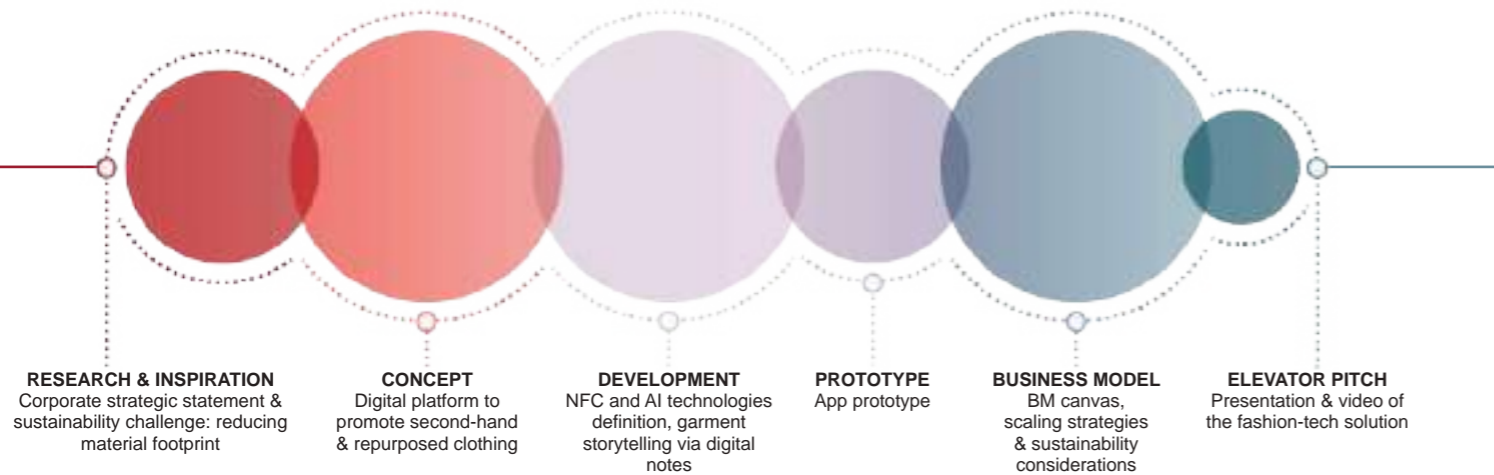 RESEARCH & INSPIRATION
Corporate strategic statement &
sustainability challenge: reducing
material footprint
CONCEPT
Digital platform to
promote second-hand
& repurposed clothing
DEVELOPMENT
NFC and AI technologies
definition, garment
storytelling via digital
notes
PROTOTYPE
App prototype
BUSINESS MODEL
BM canvas,
scaling strategies
& sustainability
considerations
ELEVATOR PITCH
Presentation & video of
the fashion-tech solution